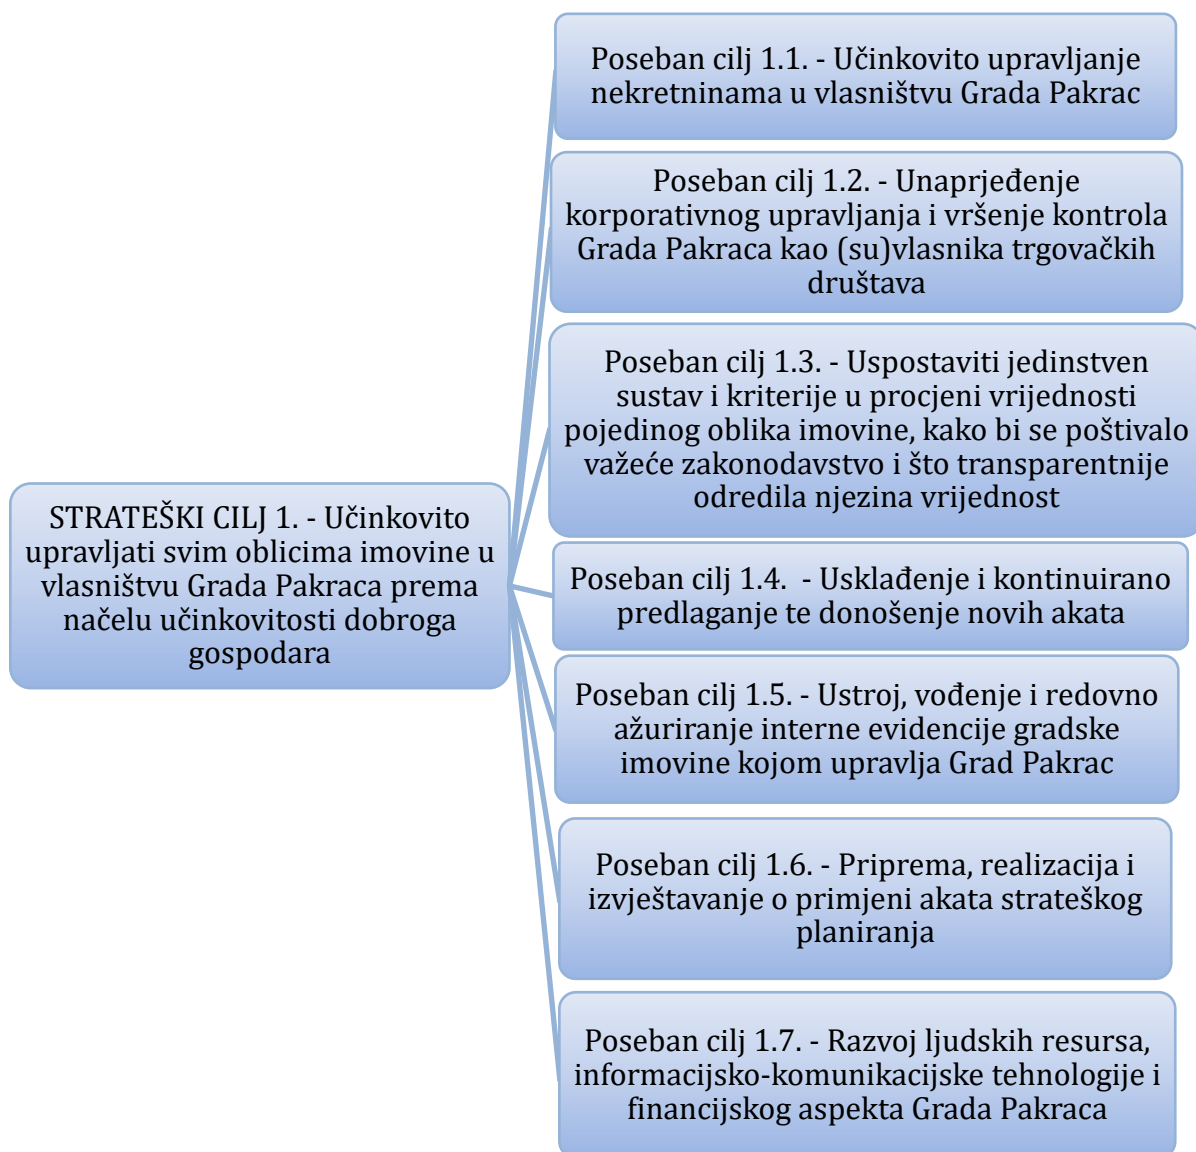 Poseban cilj 1.1. - Učinkovito upravljanje
nekretninama u vlasništvu Grada Pakrac
Poseban cilj 1.2. - Unaprjeđenje
korporativnog upravljanja i vršenje kontrola
Grada Pakraca kao (su)vlasnika trgovačkih
društava
Poseban cilj 1.3. - Uspostaviti jedinstven
sustav i kriterije u procjeni vrijednosti
pojedinog oblika imovine, kako bi se poštivalo
važeće zakonodavstvo i što transparentnije
odredila njezina vrijednost
STRATEŠKI CILJ 1. - Učinkovito
upravljati svim oblicima imovine u
vlasništvu Grada Pakraca prema
načelu učinkovitosti dobroga
gospodara
Poseban cilj 1.4. - Usklađenje i kontinuirano
predlaganje te donošenje novih akata
Poseban cilj 1.5. - Ustroj, vođenje i redovno
ažuriranje interne evidencije gradske
imovine kojom upravlja Grad Pakrac
Poseban cilj 1.6. - Priprema, realizacija i
izvještavanje o primjeni akata strateškog
planiranja
Poseban cilj 1.7. - Razvoj ljudskih resursa,
informacijsko-komunikacijske tehnologije i
financijskog aspekta Grada Pakraca